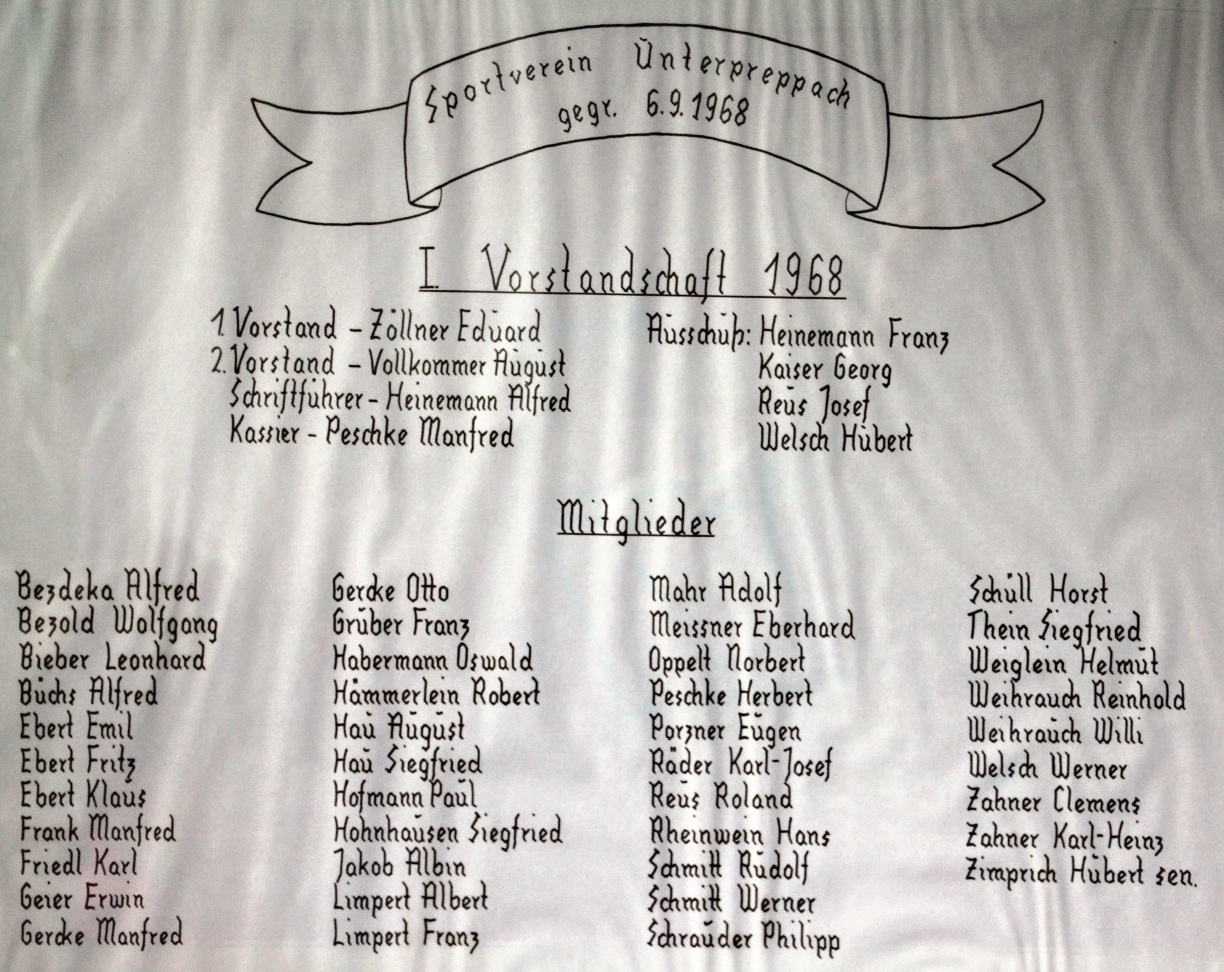 Sportverein Unterpreppach
gegr. 6.9.1968
I. Vorstandschaft 1968
1. Vorstand - Zöllner Eduard
2. Vorstand - Vollkommer August
Schriftführer - Heinemann Alfred
Kassier - Peschke Manfred
Ausschuß: Heinemann Franz
Kaiser Georg
Reus Josef
Welsch Hubert
Mitglieder
Bezdeka Alfred
Bezold Wolfgang
Bieber Leonhard
Büchs Alfred
Ebert Emil
Ebert Fritz
Ebert Klaus
Frank Manfred
Friedl Karl
Geier Erwin
Gercke Manfred
Gercke Otto
Gruber Franz
Habermann Oswald
Hämmerlein Robert
Hau August
Hau Siegfried
Hofmann Paul
Hohnhausen Siegfried
Jakob Albin
Limpert Albert
Limpert Franz
Mahr Adolf
Meissner Eberhard
Oppelt Norbert
Peschke Herbert
Porzner Eugen
Räder Karl-Josef
Reus Roland
Rheinwein Hans
Schmitt Rudolf
Schmitt Werner
Schrauder Philipp
Schüll Horst
Thein Siegfried
Weiglein Helmut
Weihrauch Reinhold
Weihrauch Willi
Welsch Werner
Zahner Clemens
Zahner Karl-Heinz
Zimprich Hubert sen.